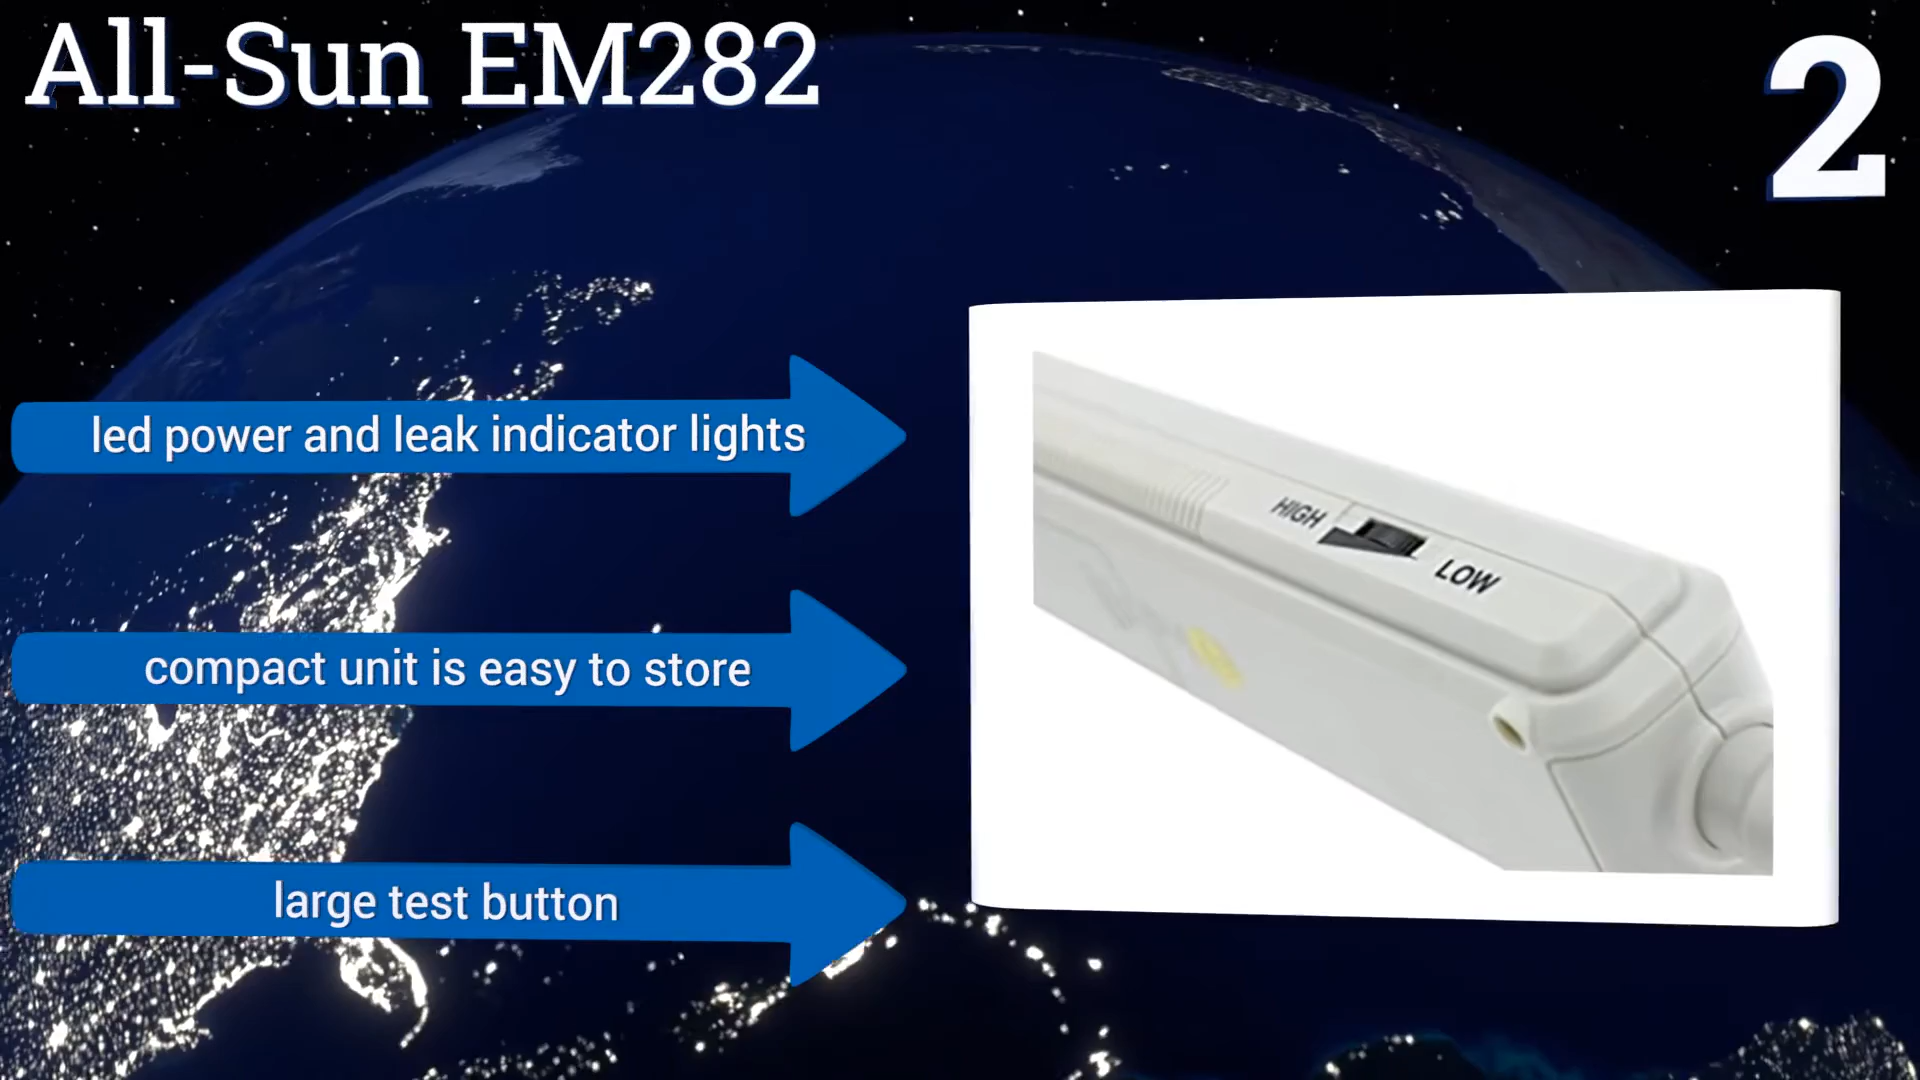 All-Sun EM282
2
led power and leak indicator lights
compact unit is easy to store
large test button
HIGH
LOW